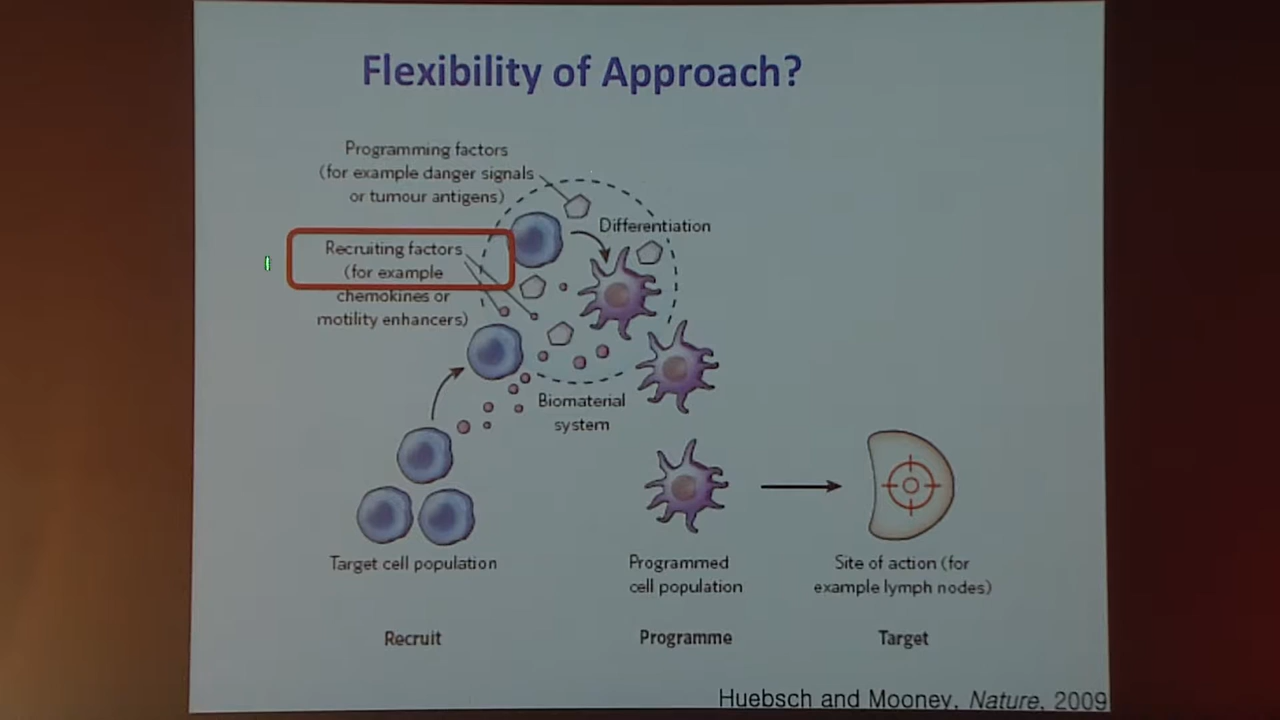 Flexibility of Approach?
Programming factors
(for example danger signals
or tumour antigens)
Differentiation
Recruiting factors
(for example
chemokines or
motility enhancers)
Biomaterial
system
Target cell population
Programmed
cell population
Site of action (for
example lymph nodes)
Recruit
Programme
Target
Huebsch and Mooney, Nature, 2009